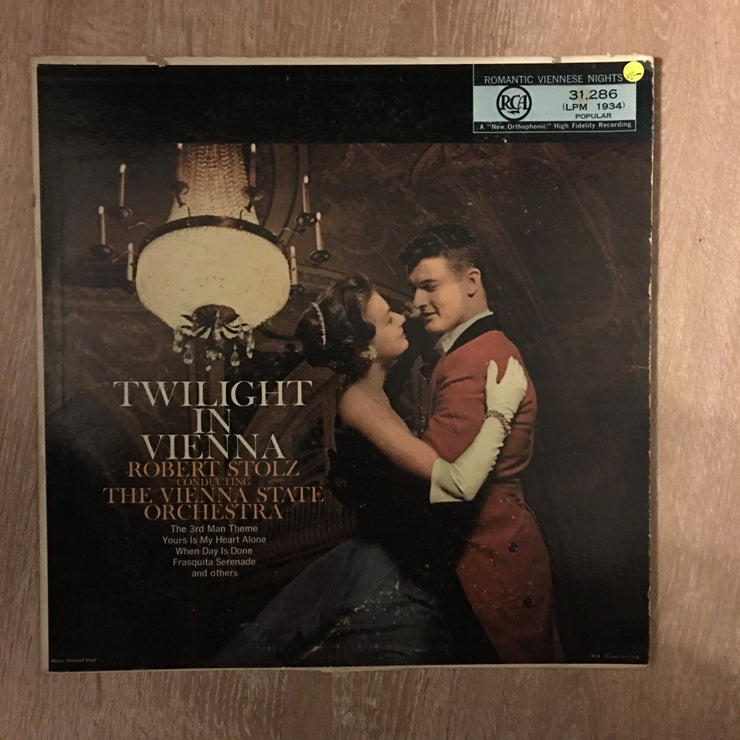 ROMANTIC VIENNESE NIGHTS
RCA
31,286
(LPM 1934)
POPULAR
A "New Orthophonic" High Fidelity Recording
TWILIGHT
IN
VIENNA
ROBERT STOLZ
CONDUCTING
THE VIENNA STATE
ORCHESTRA
The 3rd Man Theme
Yours Is My Heart Alone
When Day Is Done
Frasquita Serenade
and others